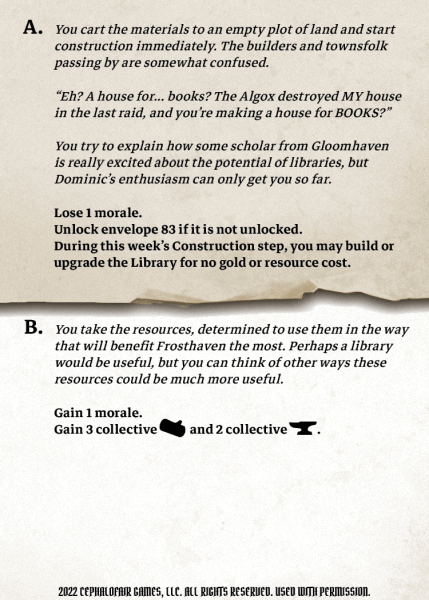 A. You cart the materials to an empty plot of land and start
construction immediately. The builders and townsfolk
passing by are somewhat confused.
“Eh? A house for... books? The Algox destroyed MY house
in the last raid, and you’re making a house for BOOKS?”
You try to explain how some scholar from Gloomhaven
is really excited about the potential of libraries, but
Dominic’s enthusiasm can only get you so far.
Lose 1 morale.
Unlock envelope 83 if it is not unlocked.
During this week’s Construction step, you may build or
upgrade the Library for no gold or resource cost.
B. You take the resources, determined to use them in the way
that will benefit Frosthaven the most. Perhaps a library
would be useful, but you can think of other ways these
resources could be much more useful.
Gain 1 morale.
Gain 3 collective and 2 collective .
2022 CEPHALOFAIR GAMES, LLC. ALL RIGHTS RESERVED. USED WITH PERMISSION.